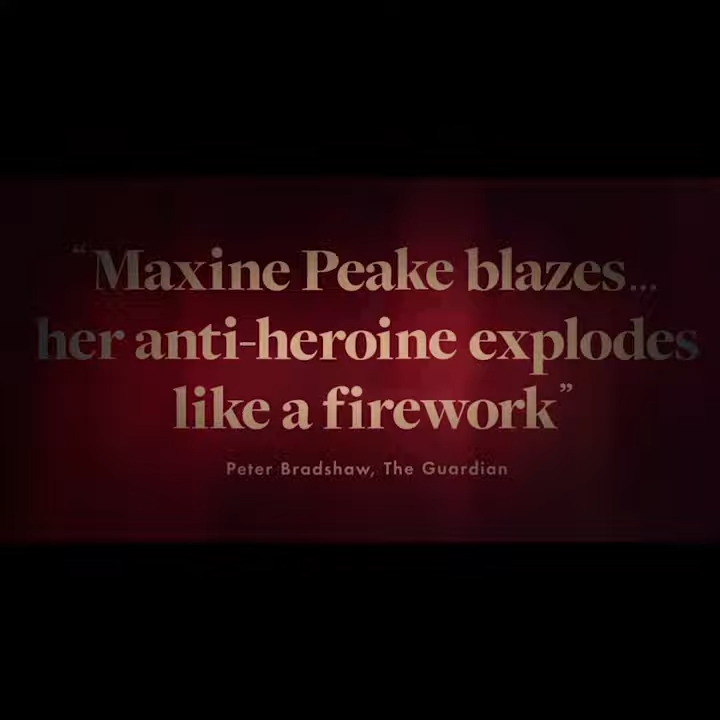 “Maxine Peake blazes...
her anti-heroine explodes
like a firework”
Peter Bradshaw, The Guardian